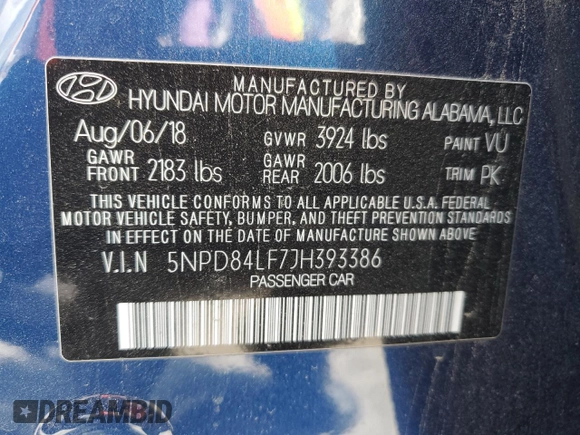 MANUFACTURED BY
HYUNDAI MOTOR MANUFACTURING ALABAMA, LLC
Aug/06/18 GVWR 3924 lbs PAINT VU
GAWR FRONT 2183 lbs GAWR REAR 2006 lbs TRIM PK
THIS VEHICLE CONFORMS TO ALL APPLICABLE U.S.A. FEDERAL
MOTOR VEHICLE SAFETY, BUMPER, AND THEFT PREVENTION STANDARDS
IN EFFECT ON THE DATE OF MANUFACTURE SHOWN ABOVE.
V.I.N 5NPD84LF7JH393386
PASSENGER CAR
DREAMBID